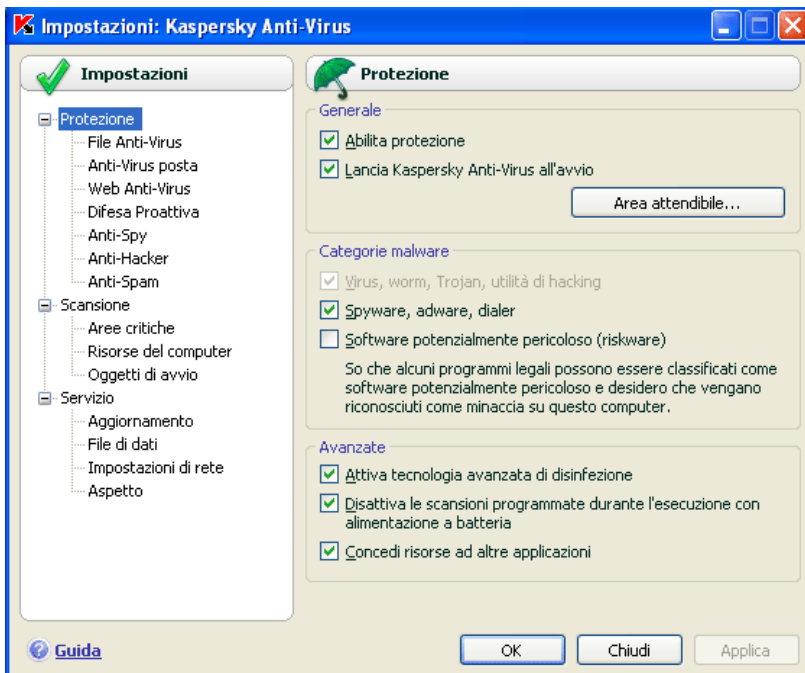 Impostazioni: Kaspersky Anti-Virus
Impostazioni
Protezione
File Anti-Virus
Anti-Virus posta
Web Anti-Virus
Difesa Proattiva
Anti-Spy
Anti-Hacker
Anti-Spam
Scansione
Aree critiche
Risorse del computer
Oggetti di avvio
Servizio
Aggiornamento
File di dati
Impostazioni di rete
Aspetto
Protezione
Generale
Abilita protezione
Lancia Kaspersky Anti-Virus all'avvio
Area attendibile...
Categorie malware
Virus, worm, Trojan, utilità di hacking
Spyware, adware, dialer
Software potenzialmente pericoloso (riskware)
So che alcuni programmi legali possono essere classificati come
software potenzialmente pericoloso e desidero che vengano
riconosciuti come minaccia su questo computer.
Avanzate
Attiva tecnologia avanzata di disinfezione
Disattiva le scansioni programmate durante l'esecuzione con
alimentazione a batteria
Concedi risorse ad altre applicazioni
Guida
OK
Chiudi
Applica